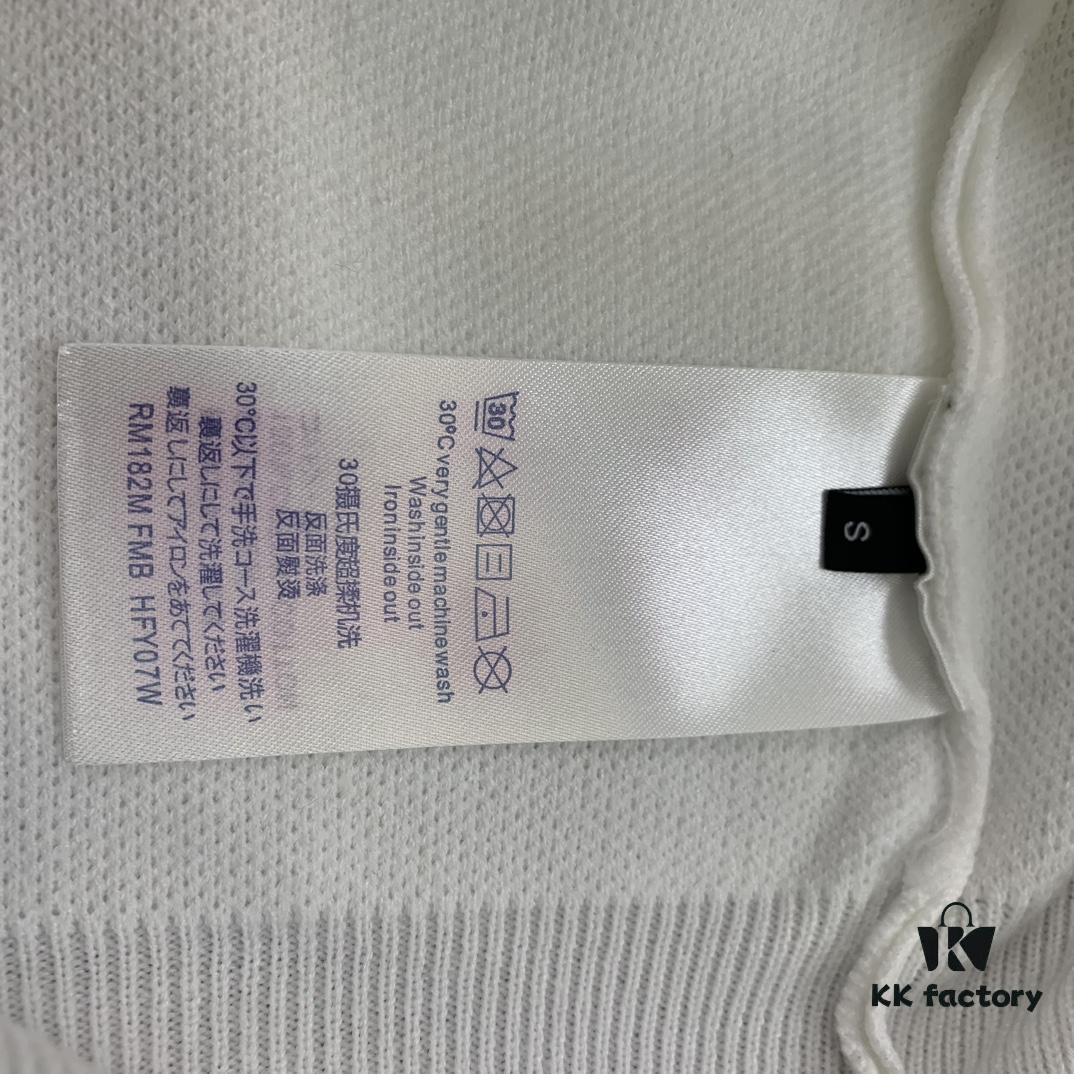 S
30
30°C very gentle machine wash
Wash inside out
Iron inside out
30摄氏度超揉机洗
反面洗涤
反面熨烫
30℃以下で手洗コース洗濯機洗い
裏返しにして洗濯してください
裏返しにしてアイロンをあててください
RM182M FMB HFY07W
KK factory